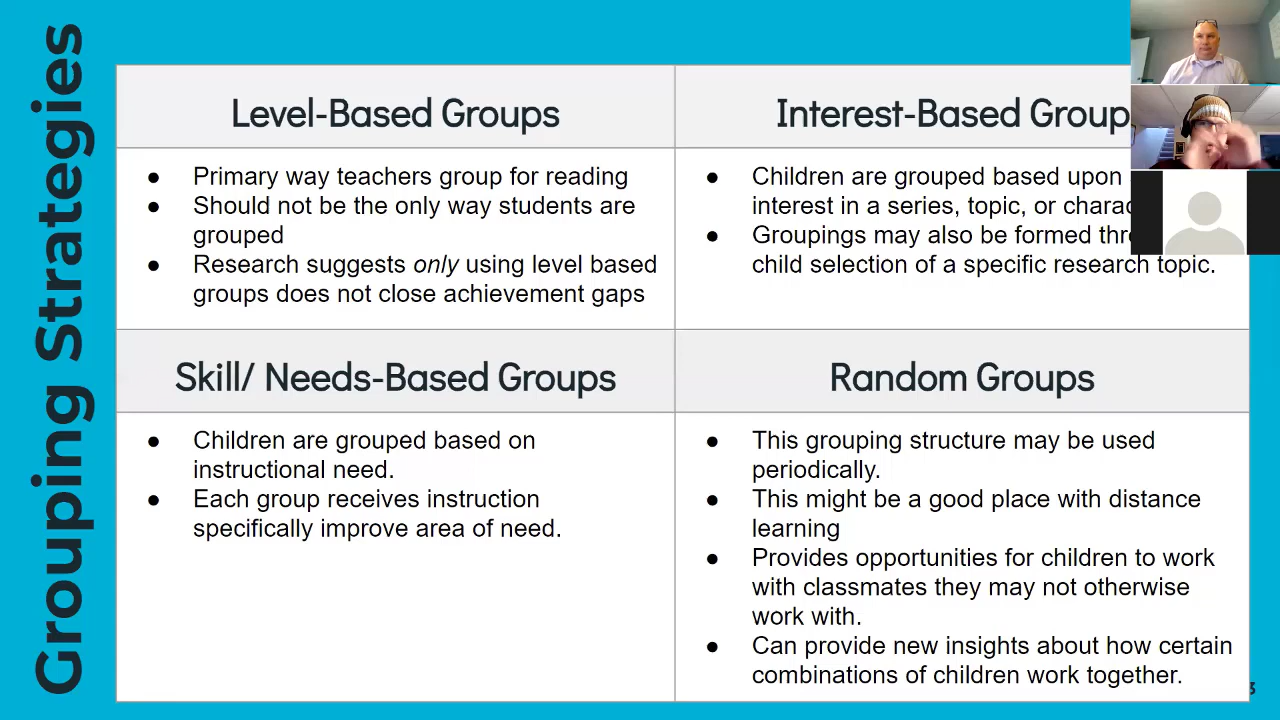 Grouping Strategies
Level-Based Groups
Primary way teachers group for reading
Should not be the only way students are
grouped
Research suggests only using level based
groups does not close achievement gaps
Interest-Based Group
Children are grouped based upon
interest in a series, topic, or
Groupings may also be formed
child selection of a specific research topic.
Skill/ Needs-Based Groups
Children are grouped based on
instructional need.
Each group receives instruction
specifically improve area of need.
Random Groups
This grouping structure may be used
periodically.
This might be a good place with distance
learning
Provides opportunities for children to work
with classmates they may not otherwise
work with.
Can provide new insights about how certain
combinations of children work together.
3